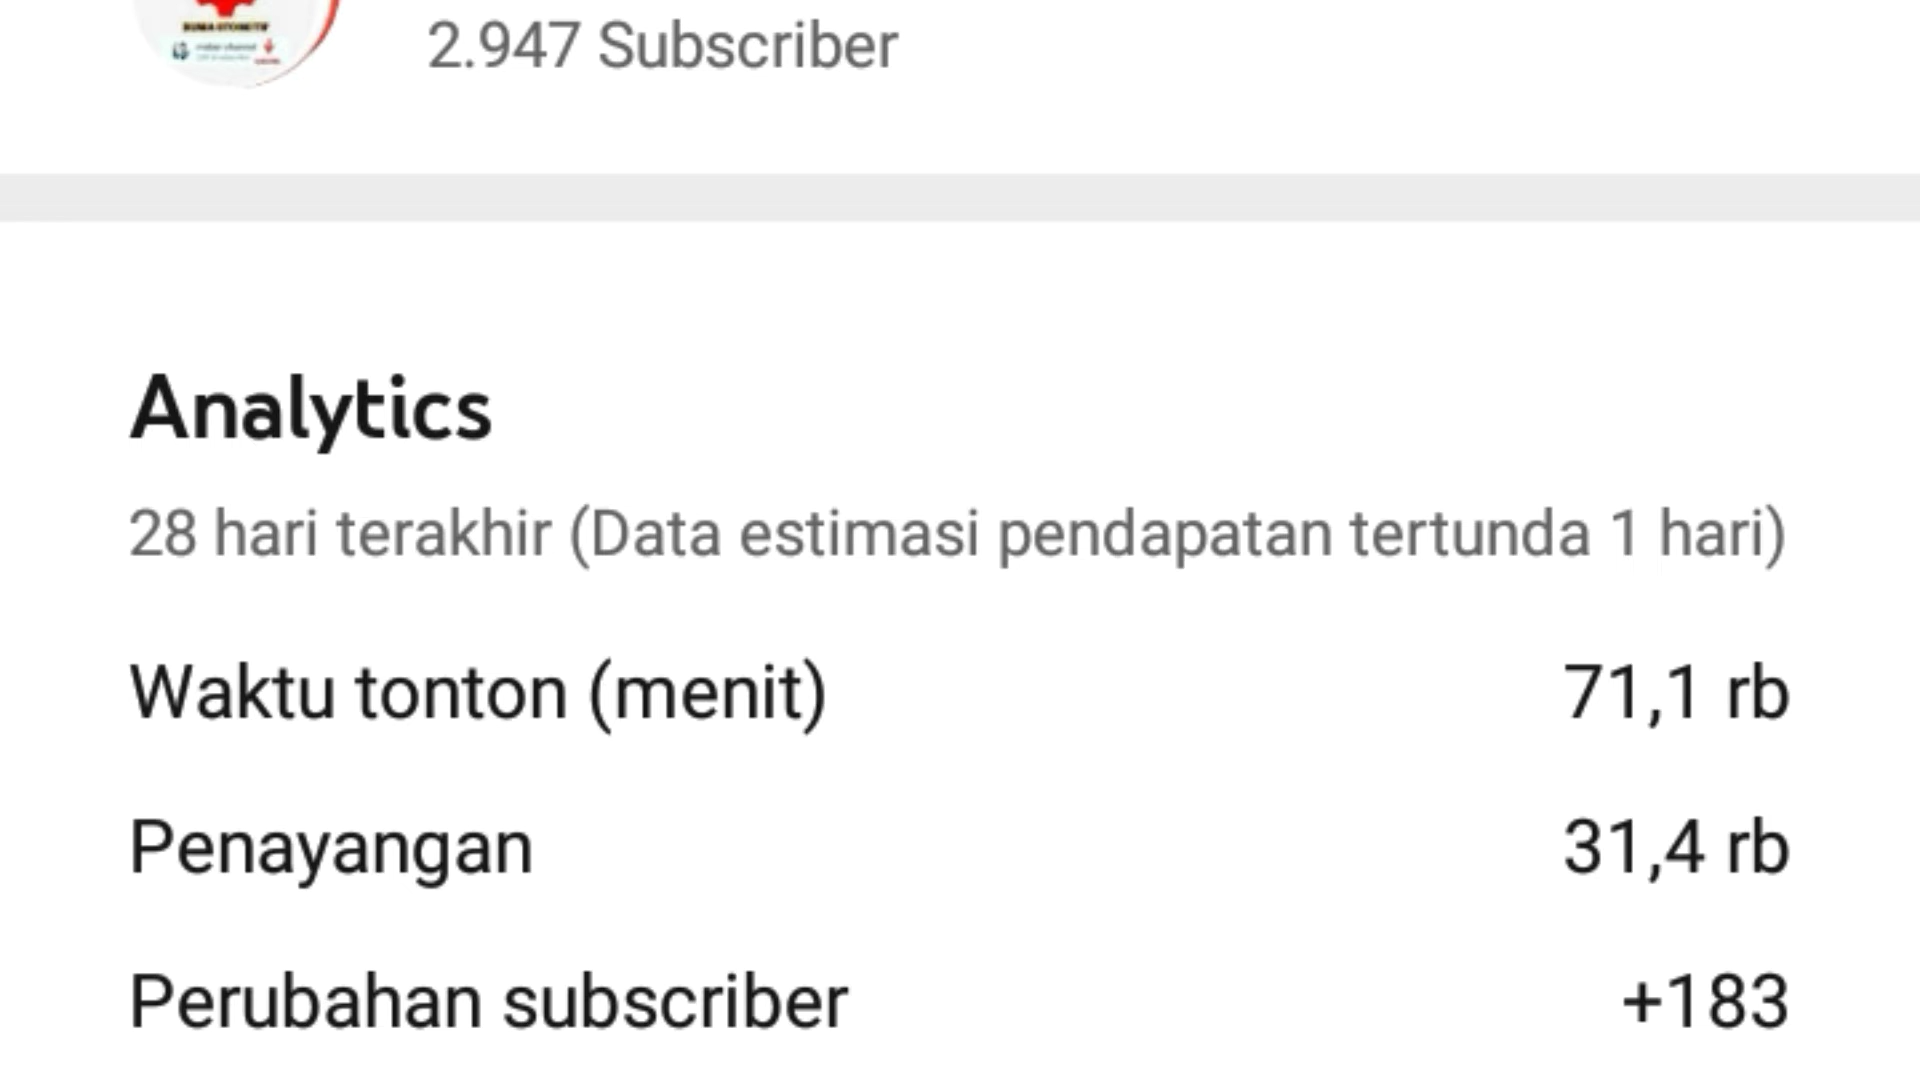 2.947 Subscriber
Analytics
28 hari terakhir (Data estimasi pendapatan tertunda 1 hari)
Waktu tonton (menit) 71,1 rb
Penayangan 31,4 rb
Perubahan subscriber +183